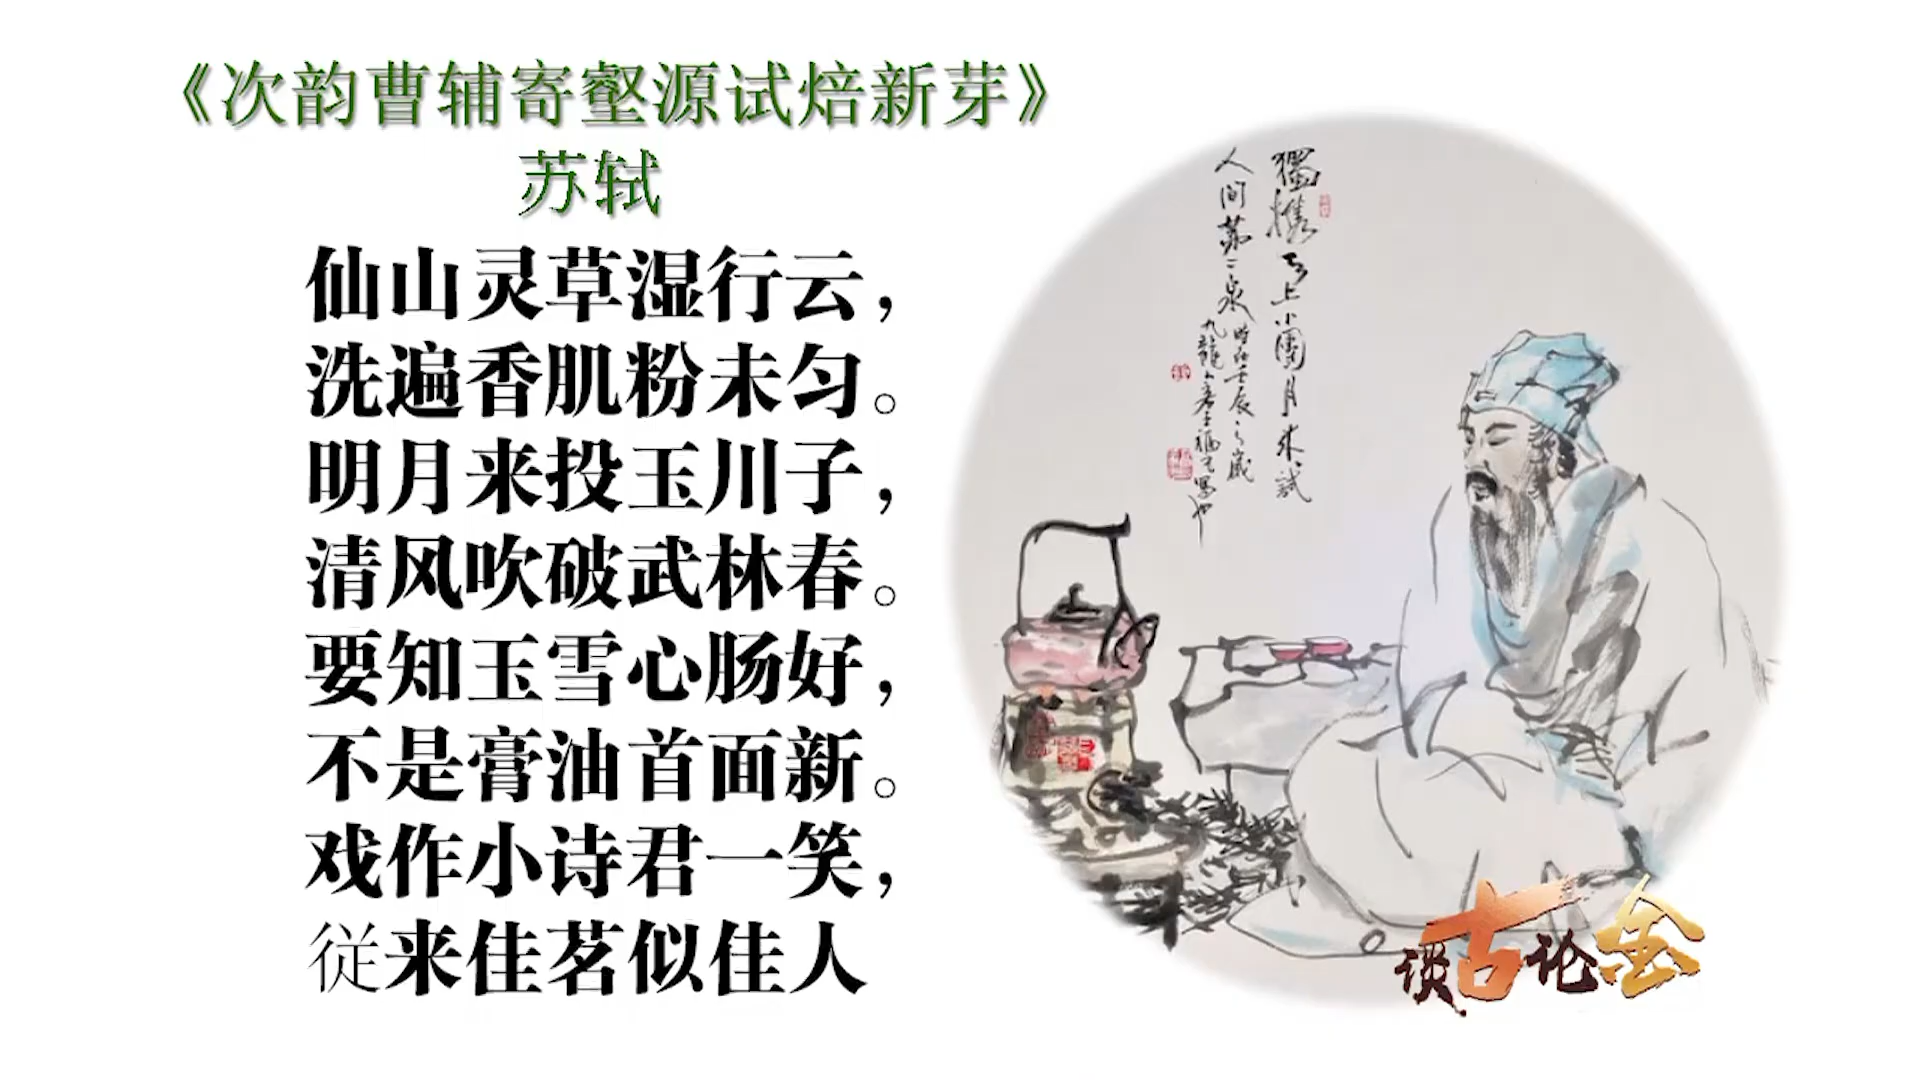 《次韵曹辅寄壑源试焙新芽》
苏轼
仙山灵草湿行云，
洗遍香肌粉未匀。
明月来投玉川子，
清风吹破武林春。
要知玉雪心肠好，
不是膏油首面新。
戏作小诗君一笑，
従来佳茗似佳人
獨攜天上小團月来試
人间第二泉
谈古论金